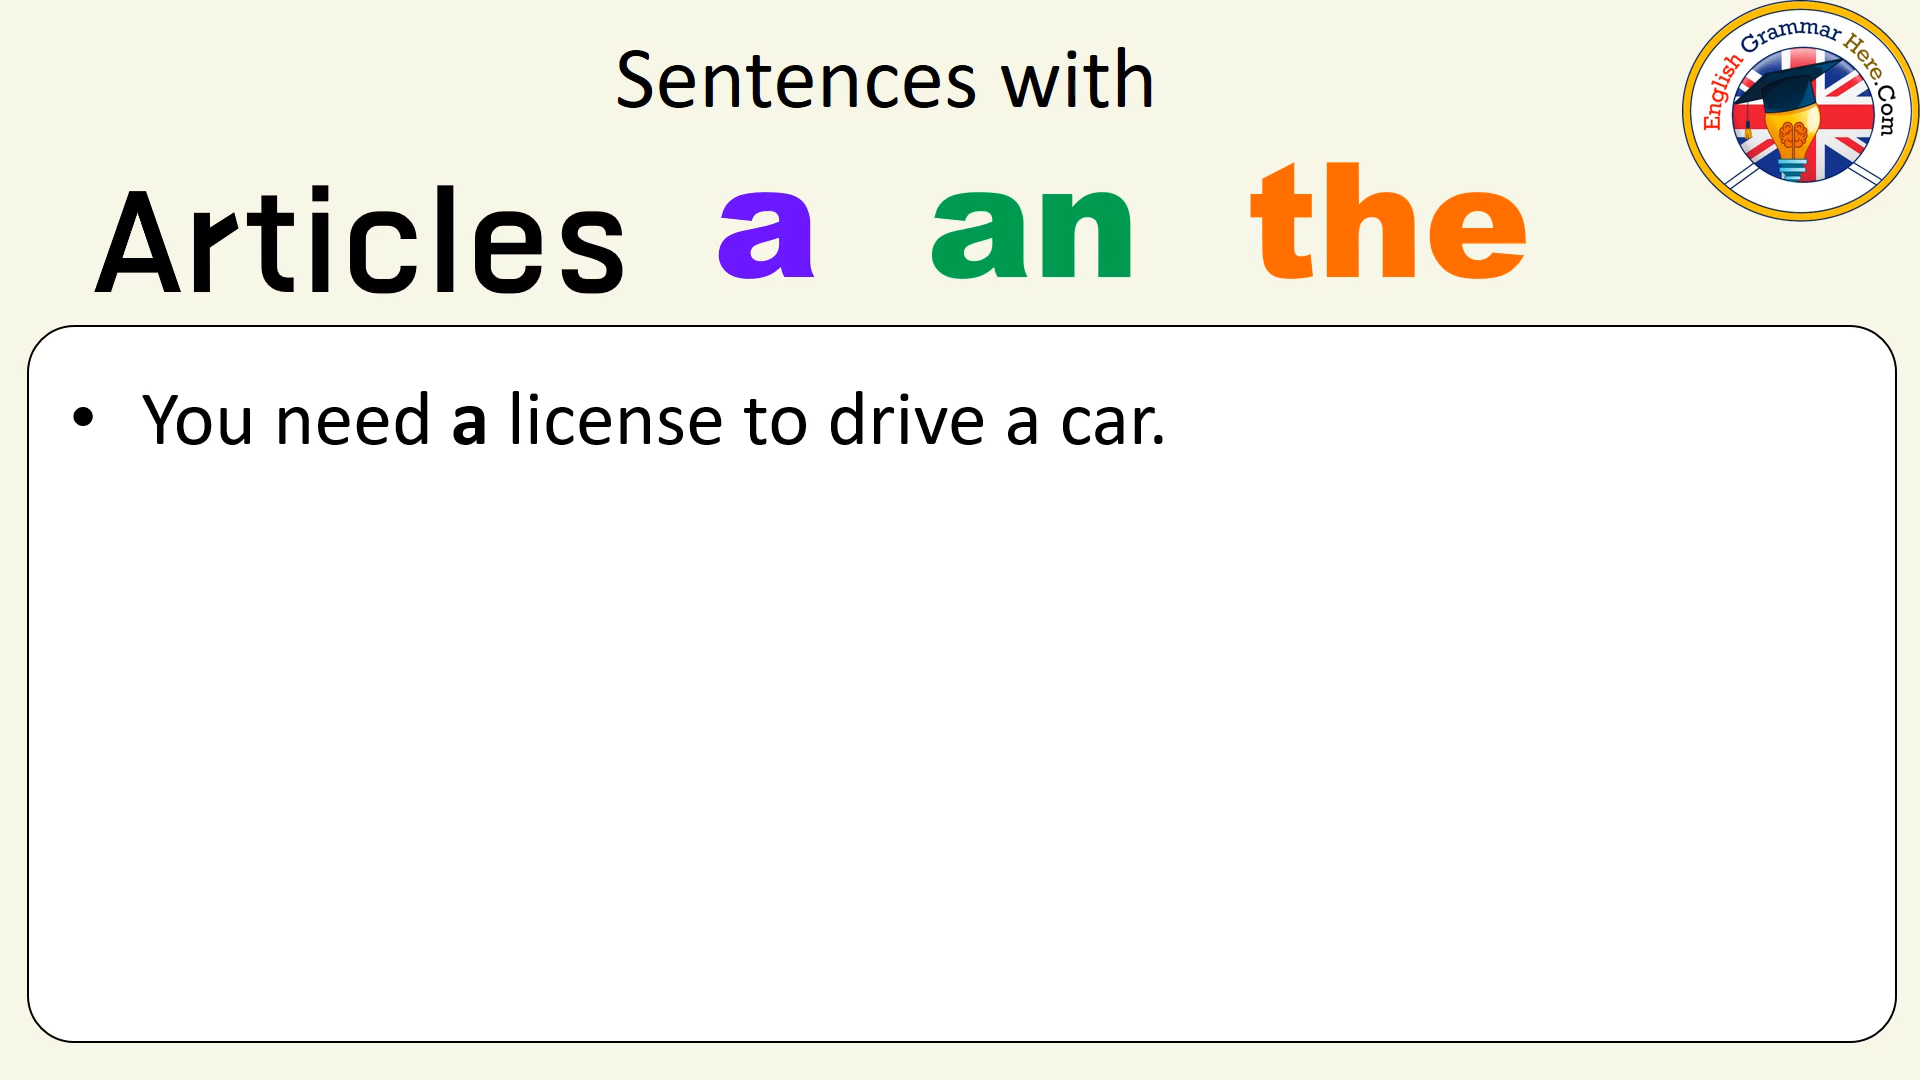 Sentences with
English Grammar Here.Com
Articles a an the
• You need a license to drive a car.